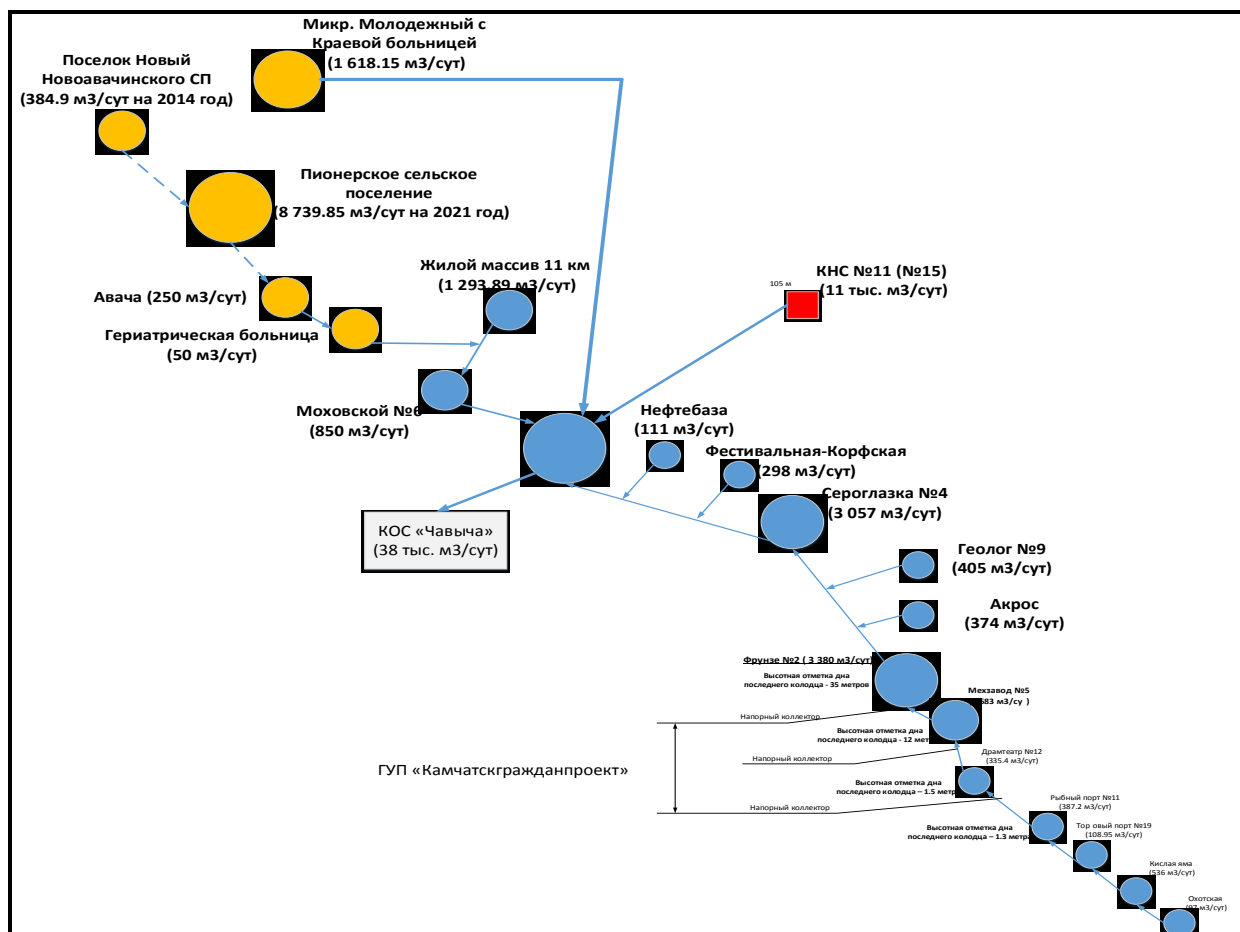 Микр. Молодежный с
Краевой больницей
(1 618.15 м3/сут)
Поселок Новый
Новоавачинского СП
(384.9 м3/сут на 2014 год)
Пионерское сельское
поселение
(8 739.85 м3/сут на 2021 год)
Жилой массив 11 км
(1 293.89 м3/сут)
КНС №11 (№15)
(11 тыс. м3/сут)
105 м
Авача (250 м3/сут)
Гериатрическая больница
(50 м3/сут)
Моховской №6
(850 м3/сут)
Нефтебаза
(111 м3/сут)
Фестивальная-Корфская
(298 м3/сут)
Сероглазка №4
(3 057 м3/сут)
КОС «Чавыча»
(38 тыс. м3/сут)
Геолог №9
(405 м3/сут)
Акрос
(374 м3/сут)
Фрунзе №2 ( 3 380 м3/сут)
Высотная отметка дна
последнего колодца - 35 метров
Мехзавод №5
Напорный коллектор
Высотная отметка дна
последнего колодца - 12 мет
Напорный коллектор
Драмтеатр №12
(335.4 м3/сут)
ГУП «Камчатскгражданпроект»
Высотная отметка дна
последнего колодца – 1.5 метр
Напорный коллектор
Рыбный порт №11
(387.2 м3/сут)
Высотная отметка дна
последнего колодца – 1.3 метра
Тор овый порт №19
(108.95 м3/сут)
Кислая яма
(536 м3/сут)
Охотская
м3/сут)